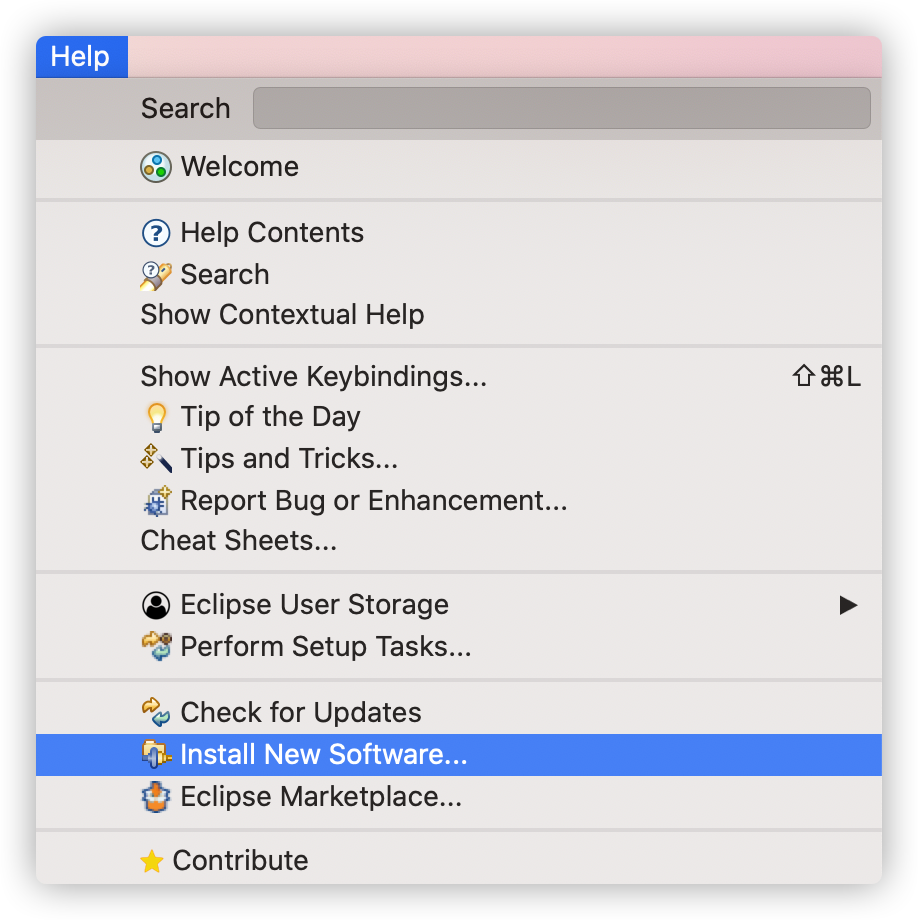 Help
Search
Welcome
Help Contents
Search
Show Contextual Help
Show Active Keybindings... ⇧⌘L
Tip of the Day
Tips and Tricks...
Report Bug or Enhancement...
Cheat Sheets...
Eclipse User Storage
Perform Setup Tasks...
Check for Updates
Install New Software...
Eclipse Marketplace...
Contribute